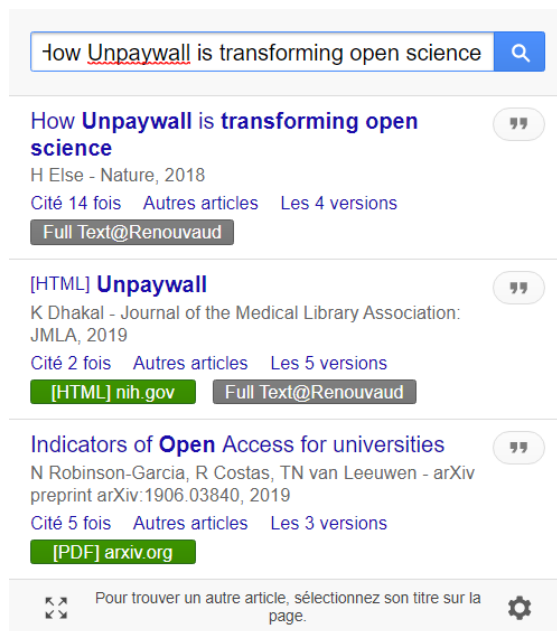 How Unpaywall is transforming open science
How Unpaywall is transforming open
science
H Else - Nature, 2018
Cité 14 fois Autres articles Les 4 versions
Full Text@Renouvaud
[HTML] Unpaywall
K Dhakal - Journal of the Medical Library Association:
JMLA, 2019
Cité 2 fois Autres articles Les 5 versions
[HTML] nih.gov Full Text@Renouvaud
Indicators of Open Access for universities
N Robinson-Garcia, R Costas, TN van Leeuwen - arXiv
preprint arXiv:1906.03840, 2019
Cité 5 fois Autres articles Les 3 versions
[PDF] arxiv.org
Pour trouver un autre article, sélectionnez son titre sur la
page.